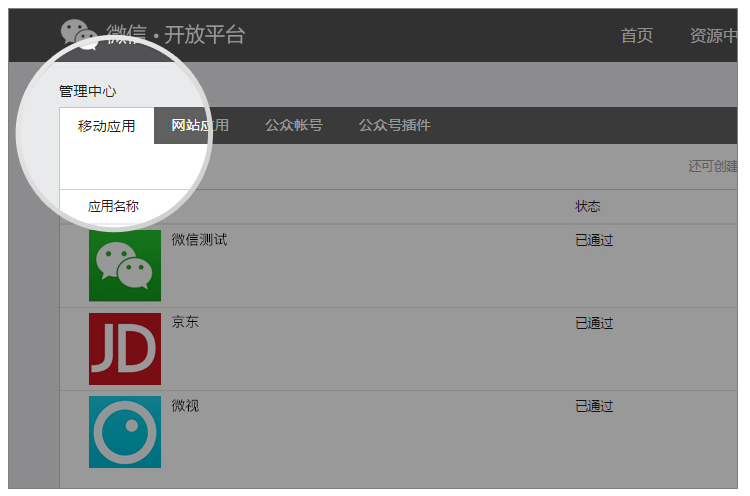 微信·开放平台 首页 资源中
管理中心
移动应用 网站应用 公众帐号 公众号插件
还可创建
应用名称 状态
微信测试 已通过
JD 京东 已通过
微视 已通过